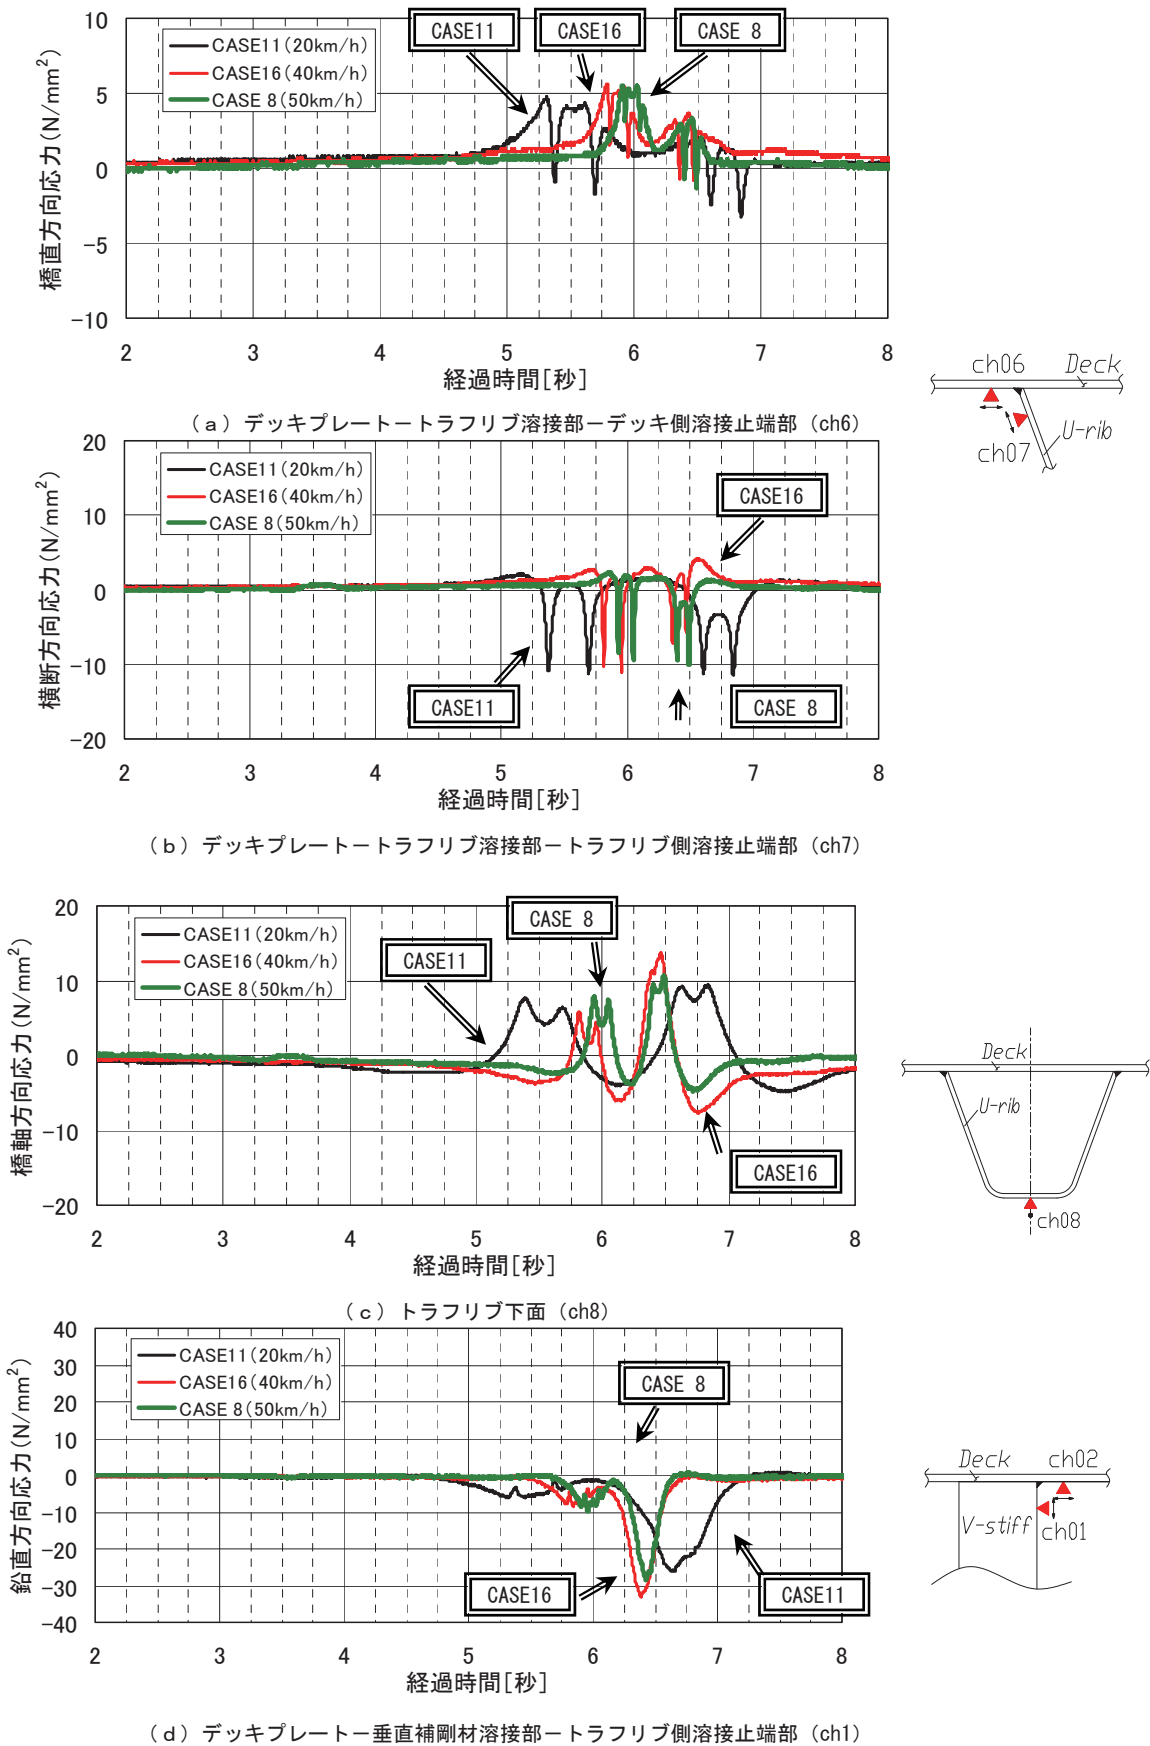 10
5
0
-5
-10
橋直方向応力(N/mm²)
CASE11(20km/h)
CASE16(40km/h)
CASE 8(50km/h)
CASE11
CASE16
CASE 8
2 3 4 5 6 7 8
経過時間[秒]
(a)デッキプレートートラフリブ溶接部ーデッキ側溶接止端部(ch6)
ch06
Deck
ch07
U-rib
20
10
0
-10
-20
横断方向応力(N/mm²)
CASE11(20km/h)
CASE16(40km/h)
CASE 8(50km/h)
CASE16
CASE11
CASE 8
2 3 4 5 6 7 8
経過時間[秒]
(b)デッキプレートートラフリブ溶接部ートラフリブ側溶接止端部(ch7)
20
10
0
-10
-20
橋軸方向応力(N/mm²)
CASE11(20km/h)
CASE16(40km/h)
CASE 8(50km/h)
CASE 8
CASE11
CASE16
2 3 4 5 6 7 8
経過時間[秒]
(c)トラフリブ下面(ch8)
Deck
U-rib
ch08
40
30
20
10
0
-10
-20
-30
-40
鉛直方向応力(N/mm²)
CASE11(20km/h)
CASE16(40km/h)
CASE 8(50km/h)
CASE 8
CASE16
CASE11
2 3 4 5 6 7 8
経過時間[秒]
(d)デッキプレートー垂直補剛材溶接部ートラフリブ側溶接止端部(ch1)
Deck
ch02
V-stiff
ch01